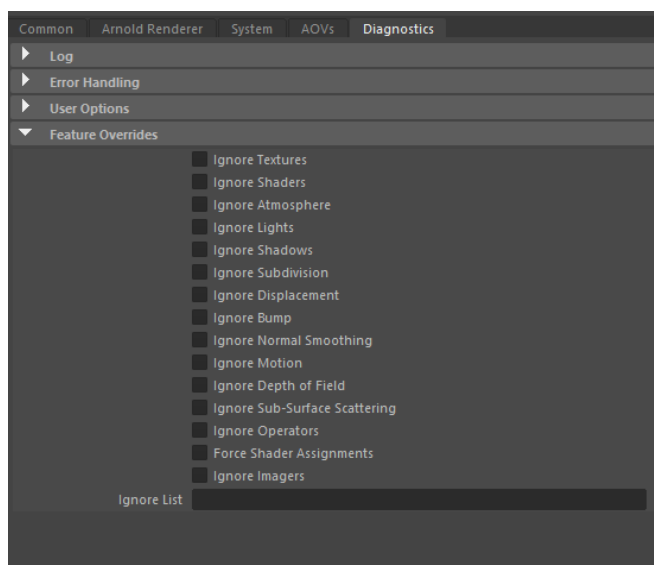 Common Arnold Renderer System AOVs Diagnostics
Log
Error Handling
User Options
Feature Overrides
Ignore Textures
Ignore Shaders
Ignore Atmosphere
Ignore Lights
Ignore Shadows
Ignore Subdivision
Ignore Displacement
Ignore Bump
Ignore Normal Smoothing
Ignore Motion
Ignore Depth of Field
Ignore Sub-Surface Scattering
Ignore Operators
Force Shader Assignments
Ignore Imagers
Ignore List